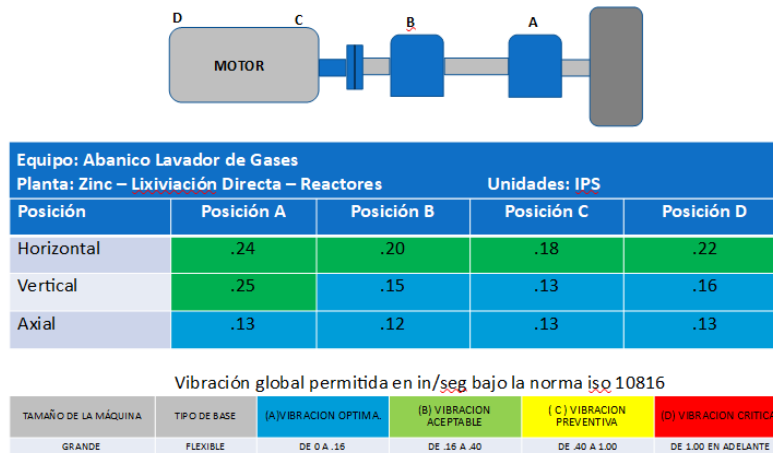 D C B A
MOTOR
Equipo: Abanico Lavador de Gases
Planta: Zinc – Lixiviación Directa – Reactores Unidades: IPS
Posición Posición A Posición B Posición C Posición D
Horizontal .24 .20 .18 .22
Vertical .25 .15 .13 .16
Axial .13 .12 .13 .13
Vibración global permitida en in/seg bajo la norma iso 10816
TAMAÑO DE LA MÁQUINA TIPO DE BASE (A)VIBRACION OPTIMA. (B) VIBRACION ACEPTABLE ( C ) VIBRACION PREVENTIVA (D) VIBRACION CRITICA
GRANDE FLEXIBLE DE 0 A .16 DE .16 A .40 DE .40 A 1.00 DE 1.00 EN ADELANTE